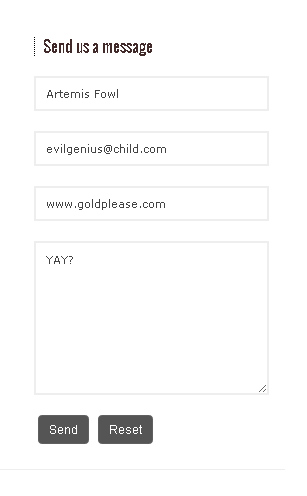 Send us a message
Artemis Fowl
evilgenius@child.com
www.goldplease.com
YAY?
Send Reset